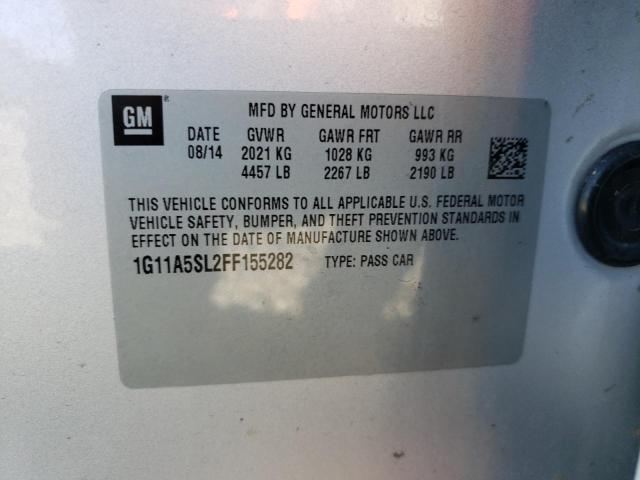 GM
MFD BY GENERAL MOTORS LLC
DATE GVWR GAWR FRT GAWR RR
08/14 2021 KG 1028 KG 993 KG
4457 LB 2267 LB 2190 LB
THIS VEHICLE CONFORMS TO ALL APPLICABLE U.S. FEDERAL MOTOR
VEHICLE SAFETY, BUMPER, AND THEFT PREVENTION STANDARDS IN
EFFECT ON THE DATE OF MANUFACTURE SHOWN ABOVE.
1G11A5SL2FF155282 TYPE: PASS CAR